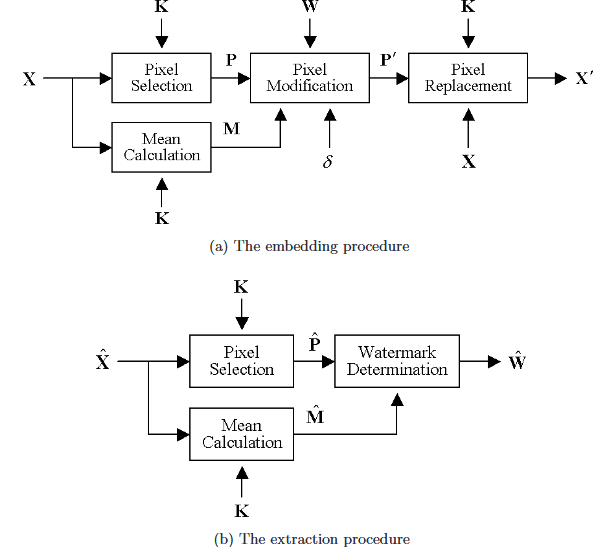 K W K
X Pixel Selection P Pixel Modification P′ Pixel Replacement X′
Mean Calculation M δ X
K
(a) The embedding procedure
K
X̂ Pixel Selection P̂ Watermark Determination Ŵ
Mean Calculation M̂
K
(b) The extraction procedure